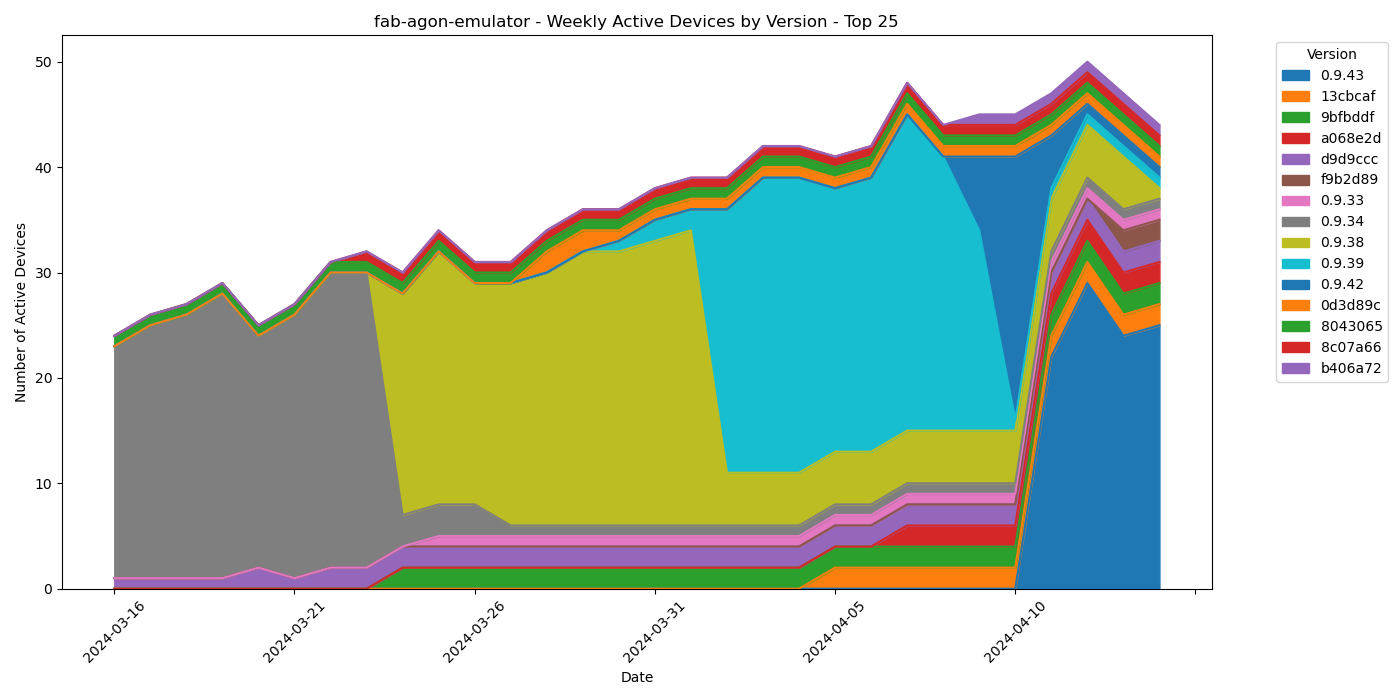 fab-agon-emulator - Weekly Active Devices by Version - Top 25
Number of Active Devices
50
40
30
20
10
0
2024-03-16
2024-03-21
2024-03-26
2024-03-31
2024-04-05
2024-04-10
Date
Version
0.9.43
13cbcaf
9bfbddf
a068e2d
d9d9ccc
f9b2d89
0.9.33
0.9.34
0.9.38
0.9.39
0.9.42
0d3d89c
8043065
8c07a66
b406a72